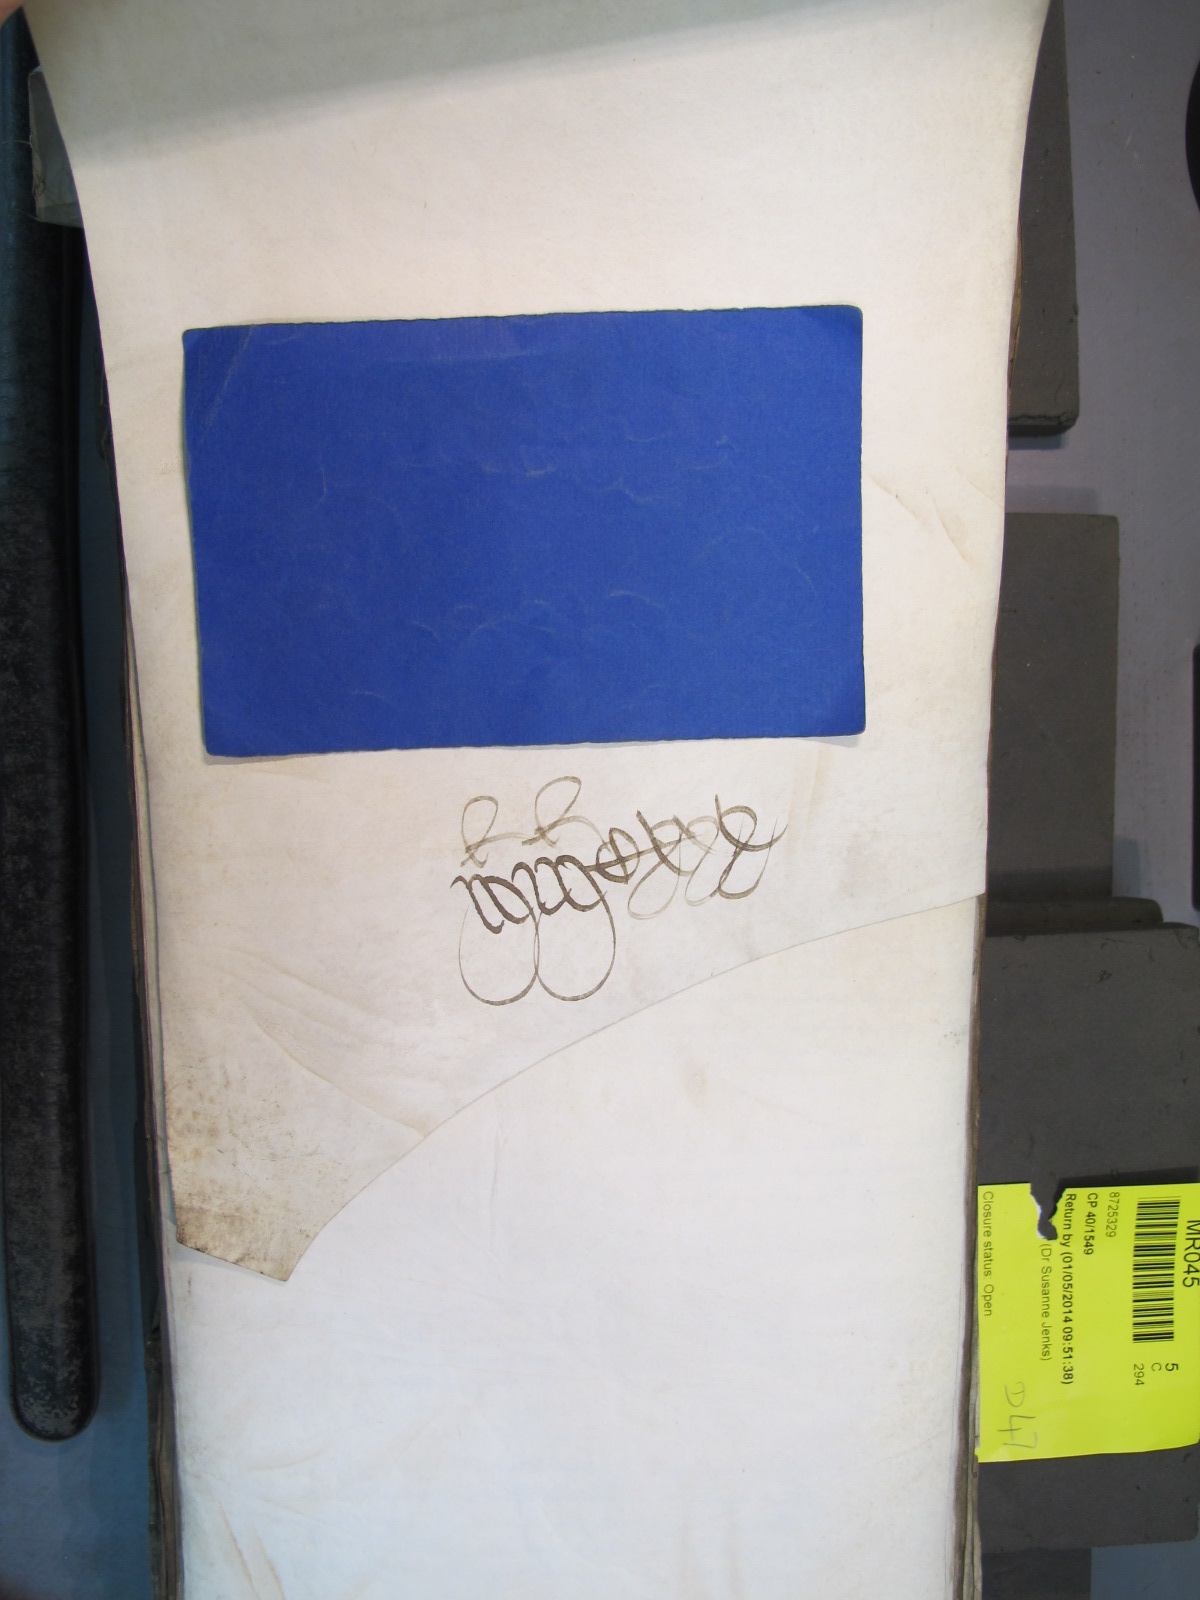 MR045
5
C
294
8725329
CP 40/1549
Return by (01/05/2014 09:51:38)
(Dr Susanne Jenks)
Closure status: Open
D47